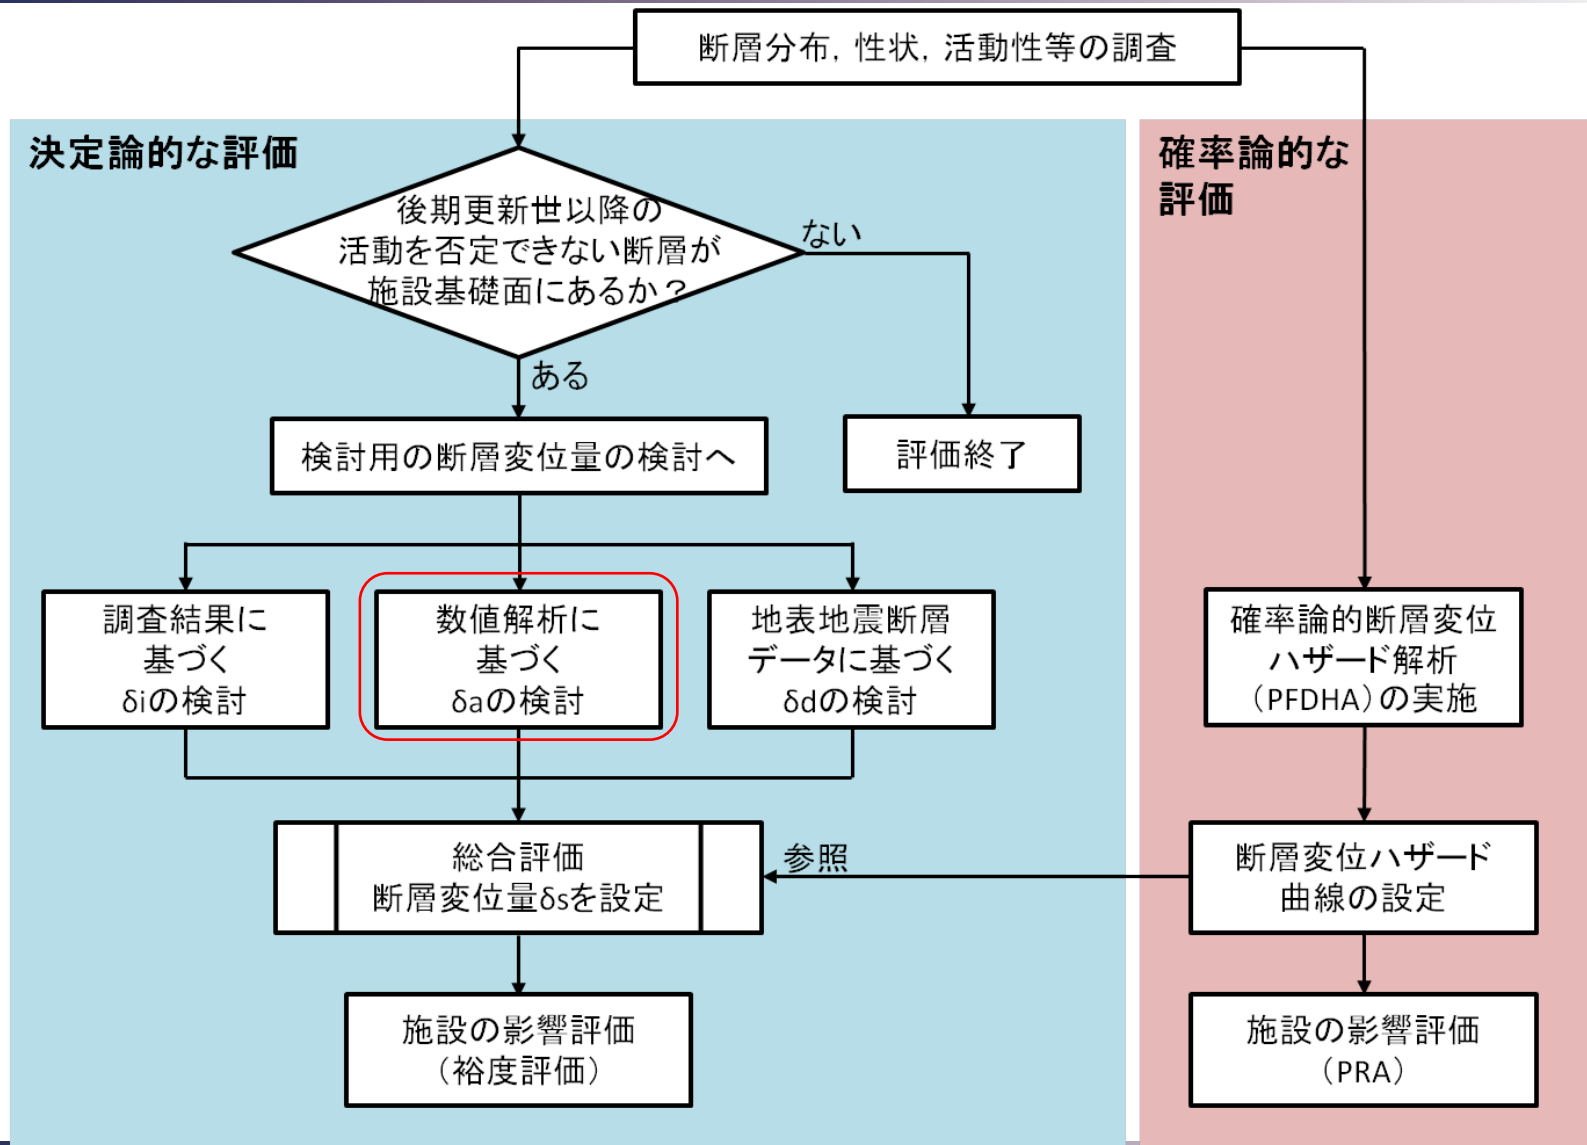 断層分布, 性状, 活動性等の調査
決定論的な評価
後期更新世以降の
活動を否定できない断層が
施設基礎面にあるか？
ない
ある
検討用の断層変位量の検討へ
評価終了
調査結果に
基づく
δiの検討
数値解析に
基づく
δaの検討
地表地震断層
データに基づく
δdの検討
総合評価
断層変位量δsを設定
参照
施設の影響評価
（裕度評価）
確率論的な
評価
確率論的断層変位
ハザード解析
（PFDHA）の実施
断層変位ハザード
曲線の設定
施設の影響評価
（PRA）